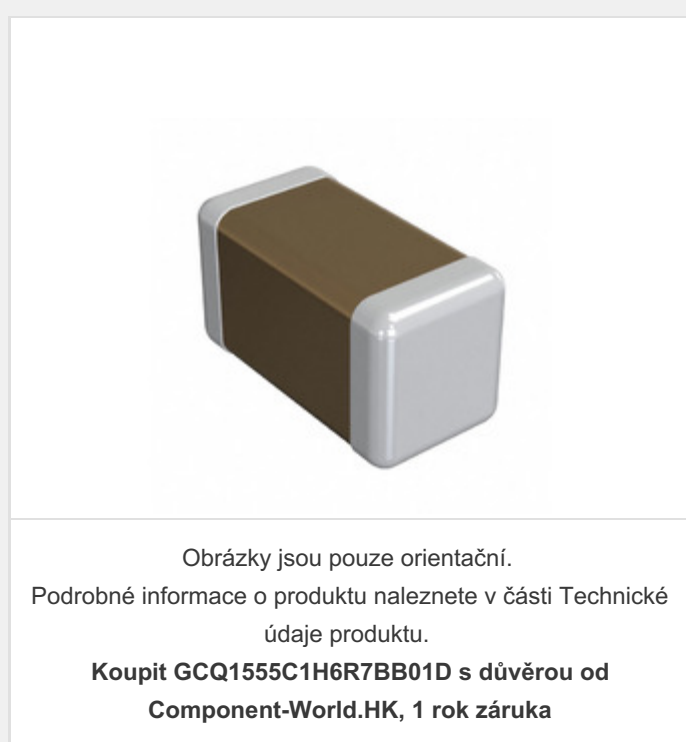 Obrázky jsou pouze orientační.
Podrobné informace o produktu naleznete v části Technické
údaje produktu.
Koupit GCQ1555C1H6R7BB01D s důvěrou od
Component-World.HK, 1 rok záruka